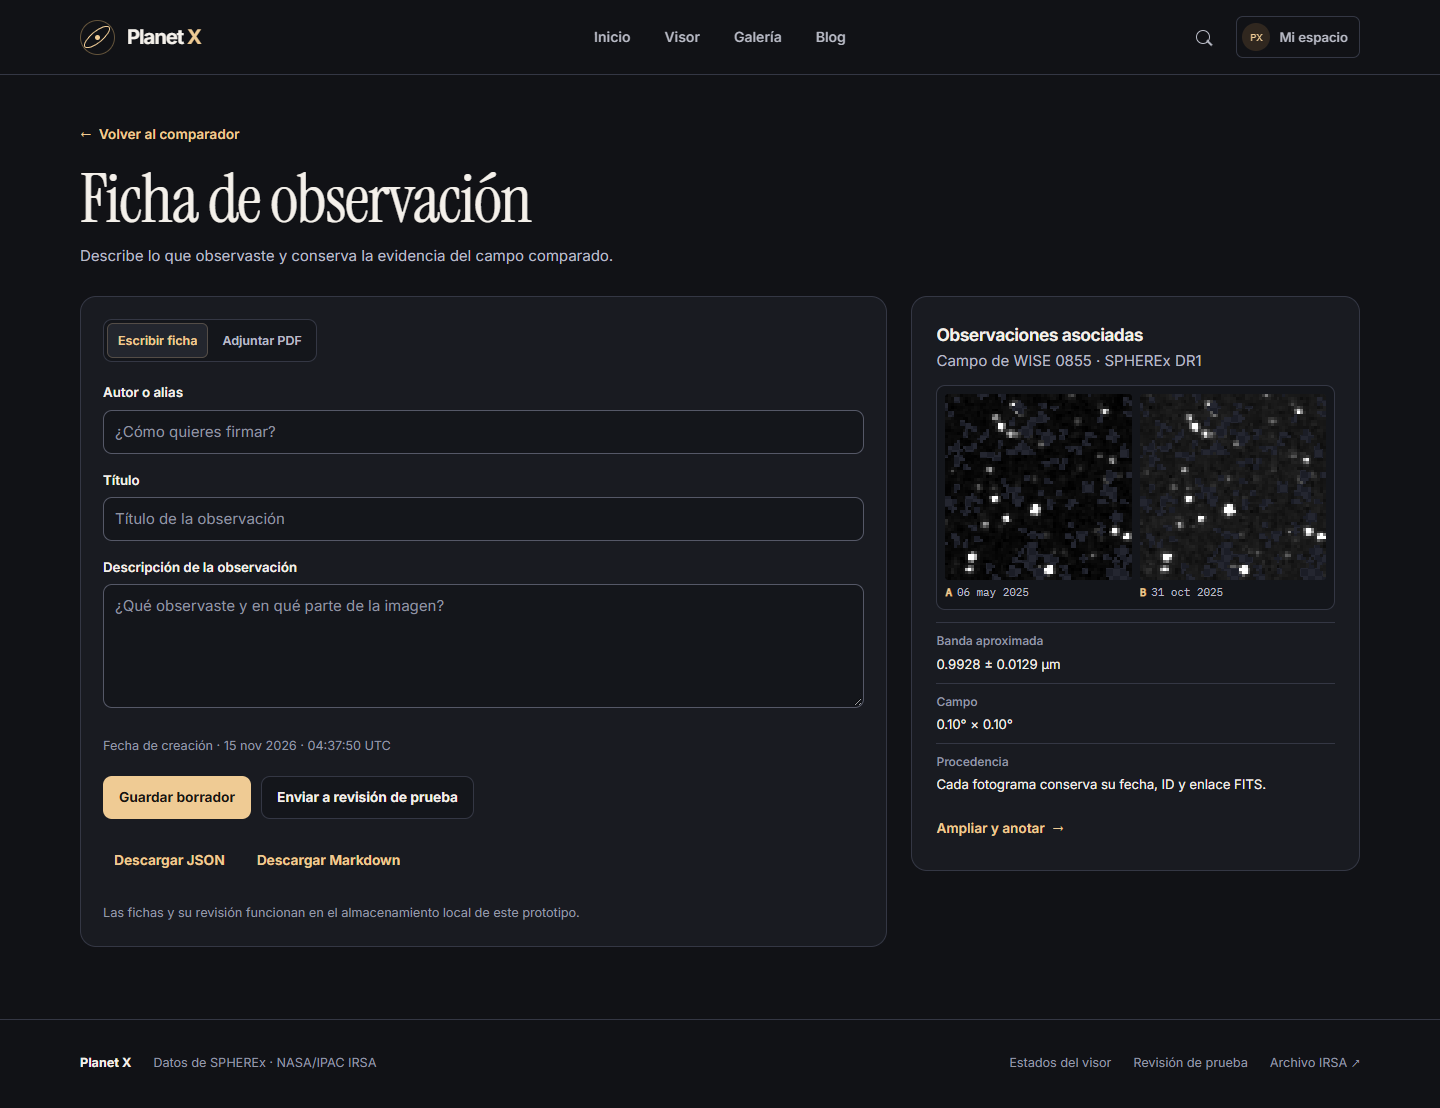 Planet X
Inicio
Visor
Galería
Blog
PX
Mi espacio
← Volver al comparador
Ficha de observación
Describe lo que observaste y conserva la evidencia del campo comparado.
Escribir ficha
Adjuntar PDF
Autor o alias
¿Cómo quieres firmar?
Título
Título de la observación
Descripción de la observación
¿Qué observaste y en qué parte de la imagen?
Fecha de creación · 15 nov 2026 · 04:37:50 UTC
Guardar borrador
Enviar a revisión de prueba
Descargar JSON
Descargar Markdown
Las fichas y su revisión funcionan en el almacenamiento local de este prototipo.
Observaciones asociadas
Campo de WISE 0855 · SPHEREx DR1
A 06 may 2025
B 31 oct 2025
Banda aproximada
0.9928 ± 0.0129 µm
Campo
0.10° × 0.10°
Procedencia
Cada fotograma conserva su fecha, ID y enlace FITS.
Ampliar y anotar →
Planet X
Datos de SPHEREx · NASA/IPAC IRSA
Estados del visor
Revisión de prueba
Archivo IRSA ↗